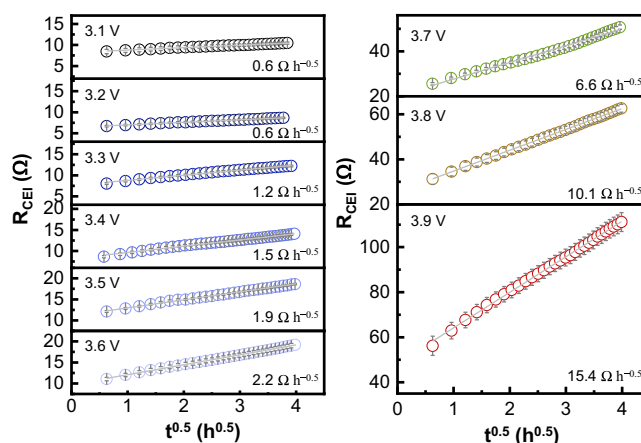 15
3.1 V
10
5
0.6 Ω h⁻⁰·⁵
15
3.2 V
10
5
0.6 Ω h⁻⁰·⁵
15
3.3 V
10
5
1.2 Ω h⁻⁰·⁵
3.4 V
15
10
1.5 Ω h⁻⁰·⁵
20
3.5 V
15
10
1.9 Ω h⁻⁰·⁵
20
3.6 V
15
10
2.2 Ω h⁻⁰·⁵
R_CEI (Ω)
0 1 2 3 4
t⁰·⁵ (h⁰·⁵)
3.7 V
40
20
6.6 Ω h⁻⁰·⁵
60
3.8 V
40
20
10.1 Ω h⁻⁰·⁵
3.9 V
100
80
60
40
15.4 Ω h⁻⁰·⁵
R_CEI (Ω)
0 1 2 3 4
t⁰·⁵ (h⁰·⁵)